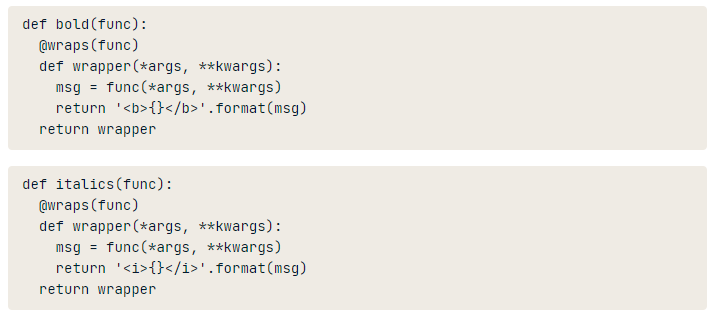 def bold(func):
  @wraps(func)
  def wrapper(*args, **kwargs):
    msg = func(*args, **kwargs)
    return '<b>{}</b>'.format(msg)
  return wrapper
def italics(func):
  @wraps(func)
  def wrapper(*args, **kwargs):
    msg = func(*args, **kwargs)
    return '<i>{}</i>'.format(msg)
  return wrapper